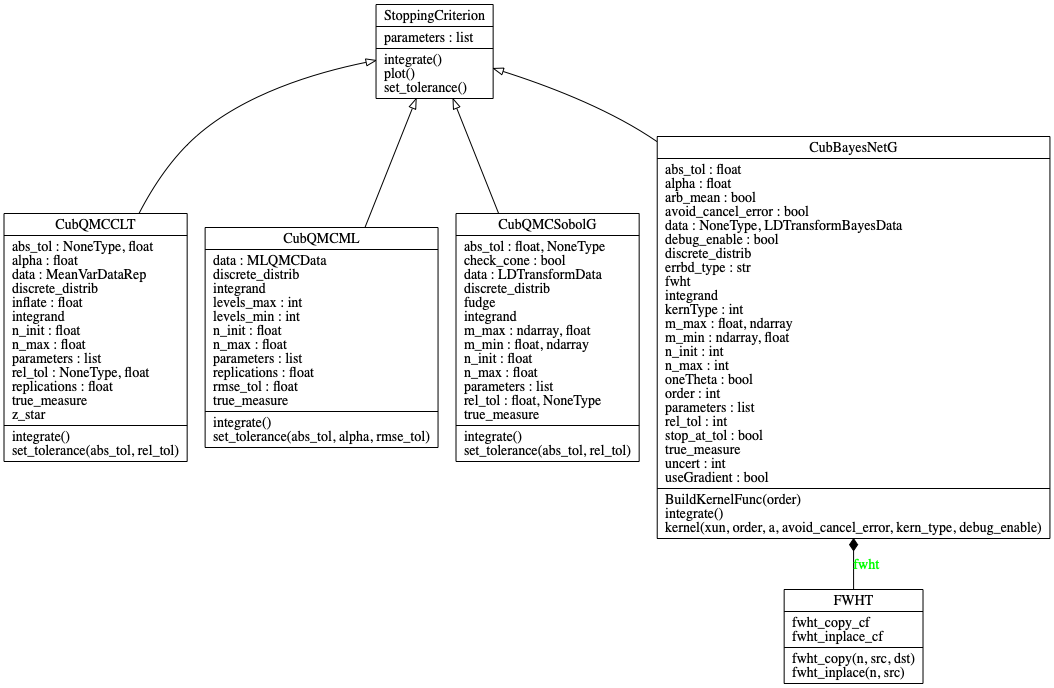 StoppingCriterion
parameters : list
integrate()
plot()
set_tolerance()
CubQMCCLT
abs_tol : NoneType, float
alpha : float
data : MeanVarDataRep
discrete_distrib
inflate : float
integrand
n_init : float
n_max : float
parameters : list
rel_tol : NoneType, float
replications : float
true_measure
z_star
integrate()
set_tolerance(abs_tol, rel_tol)
CubQMCML
data : MLQMCData
discrete_distrib
integrand
levels_max : int
levels_min : int
n_init : float
n_max : float
parameters : list
replications : float
rmse_tol : float
true_measure
integrate()
set_tolerance(abs_tol, alpha, rmse_tol)
CubQMCSobolG
abs_tol : float, NoneType
check_cone : bool
data : LDTransformData
discrete_distrib
fudge
integrand
m_max : ndarray, float
m_min : float, ndarray
n_init : float
n_max : float
parameters : list
rel_tol : float, NoneType
true_measure
integrate()
set_tolerance(abs_tol, rel_tol)
CubBayesNetG
abs_tol : float
alpha : float
arb_mean : bool
avoid_cancel_error : bool
data : NoneType, LDTransformBayesData
debug_enable : bool
discrete_distrib
errbd_type : str
fwht
integrand
kernType : int
m_max : float, ndarray
m_min : ndarray, float
n_init : int
n_max : int
oneTheta : bool
order : int
parameters : list
rel_tol : int
stop_at_tol : bool
true_measure
uncert : int
useGradient : bool
BuildKernelFunc(order)
integrate()
kernel(xun, order, a, avoid_cancel_error, kern_type, debug_enable)
fwht
FWHT
fwht_copy_cf
fwht_inplace_cf
fwht_copy(n, src, dst)
fwht_inplace(n, src)